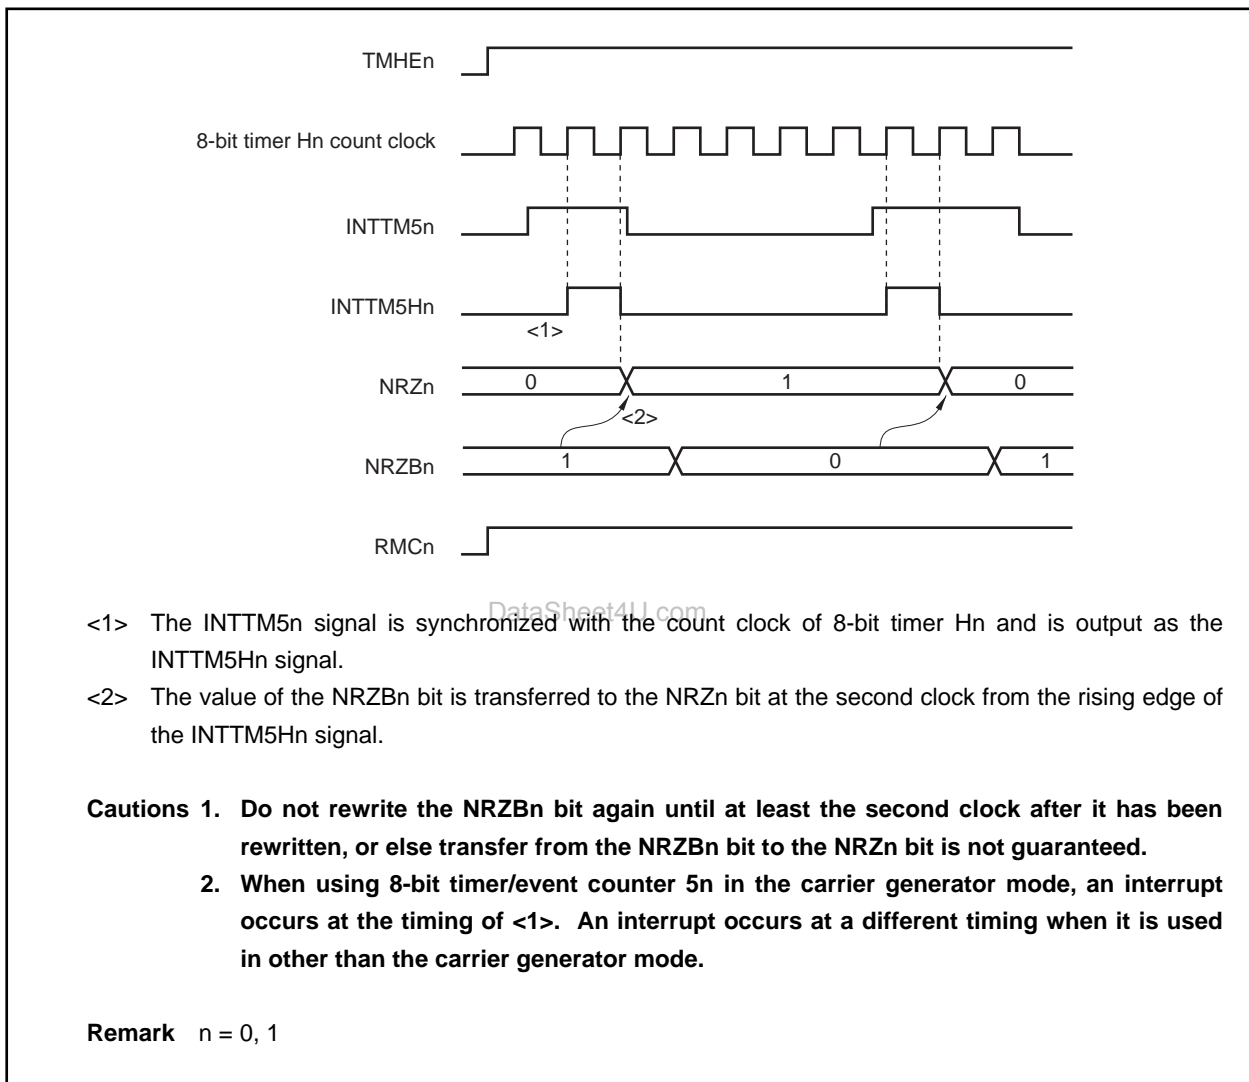 TMHEn
8-bit timer Hn count clock
INTTM5n
INTTM5Hn
<1>
NRZn 0 1 0
<2>
NRZBn 1 0 1
RMCn
DataSheet4U.com
<1> The INTTM5n signal is synchronized with the count clock of 8-bit timer Hn and is output as the
INTTM5Hn signal.
<2> The value of the NRZBn bit is transferred to the NRZn bit at the second clock from the rising edge of
the INTTM5Hn signal.
Cautions 1. Do not rewrite the NRZBn bit again until at least the second clock after it has been
rewritten, or else transfer from the NRZBn bit to the NRZn bit is not guaranteed.
2. When using 8-bit timer/event counter 5n in the carrier generator mode, an interrupt
occurs at the timing of <1>. An interrupt occurs at a different timing when it is used
in other than the carrier generator mode.
Remark n = 0, 1